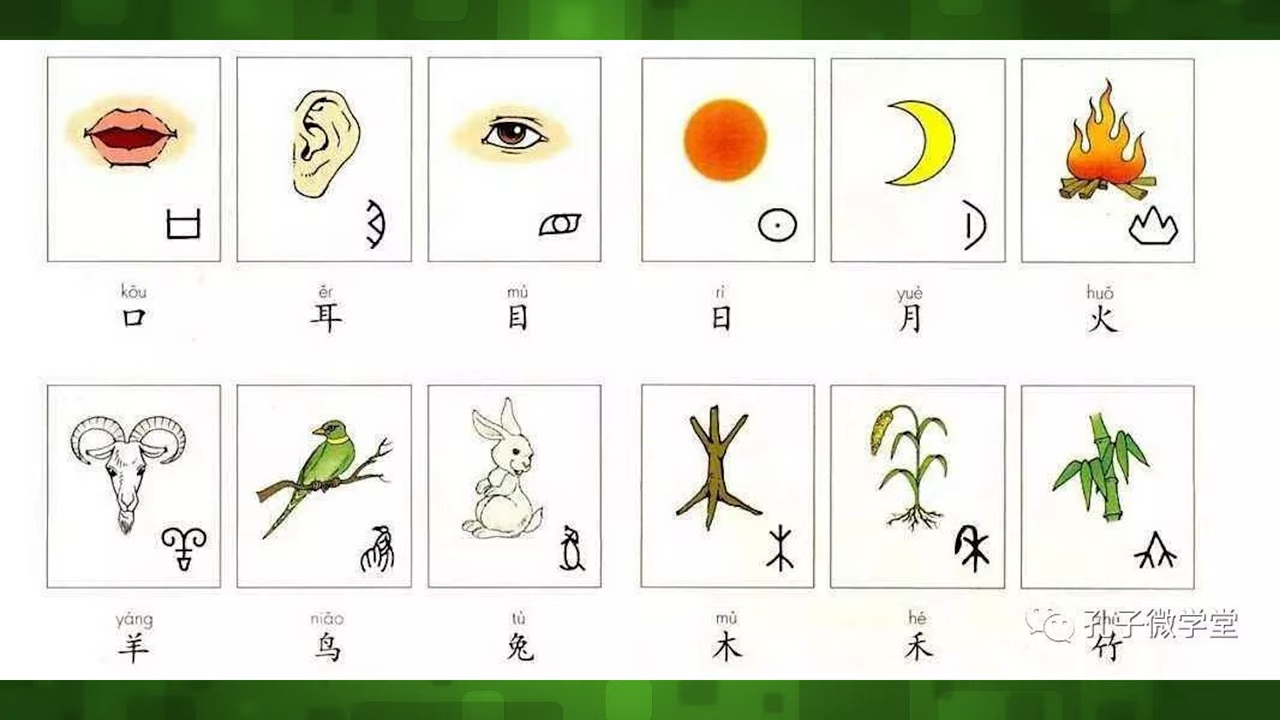 kǒu ěr mù rì yuè huǒ
口 耳 目 日 月 火
yáng niǎo tù mù hé
羊 鸟 兔 木 禾 竹
孔子微学堂